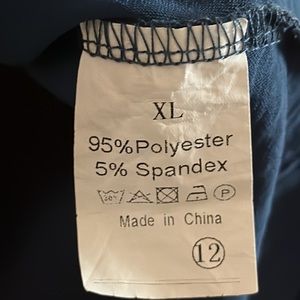 XL
95%Polyester
5% Spandex
P
Made in China
12